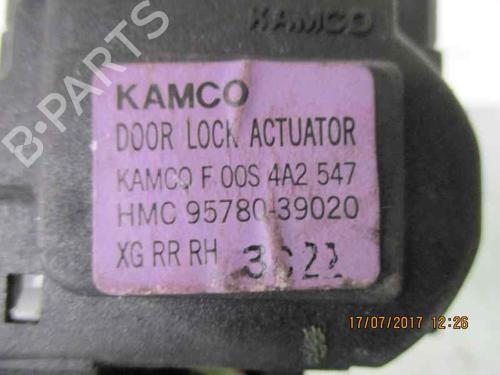 KAMCO
B-PARTS
KAMCO
DOOR LOCK ACTUATOR
KAMCO F 00S 4A2 547
HMC 95780-39020
XG RR RH 3C22
17/07/2017 12:26